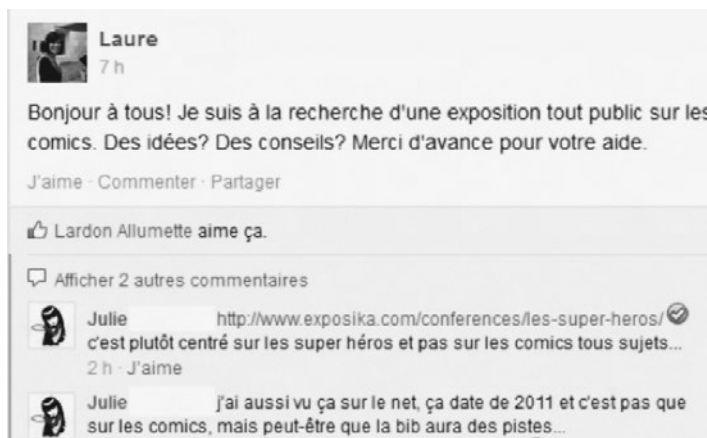 Laure
7 h
Bonjour à tous! Je suis à la recherche d'une exposition tout public sur les
comics. Des idées? Des conseils? Merci d'avance pour votre aide.
J'aime · Commenter · Partager
Lardon Allumette aime ça.
Afficher 2 autres commentaires
Julie http://www.exposika.com/conferences/les-super-heros/
c'est plutôt centré sur les super héros et pas sur les comics tous sujets...
2 h · J'aime
Julie j'ai aussi vu ça sur le net, ça date de 2011 et c'est pas que
sur les comics, mais peut-être que la bib aura des pistes...